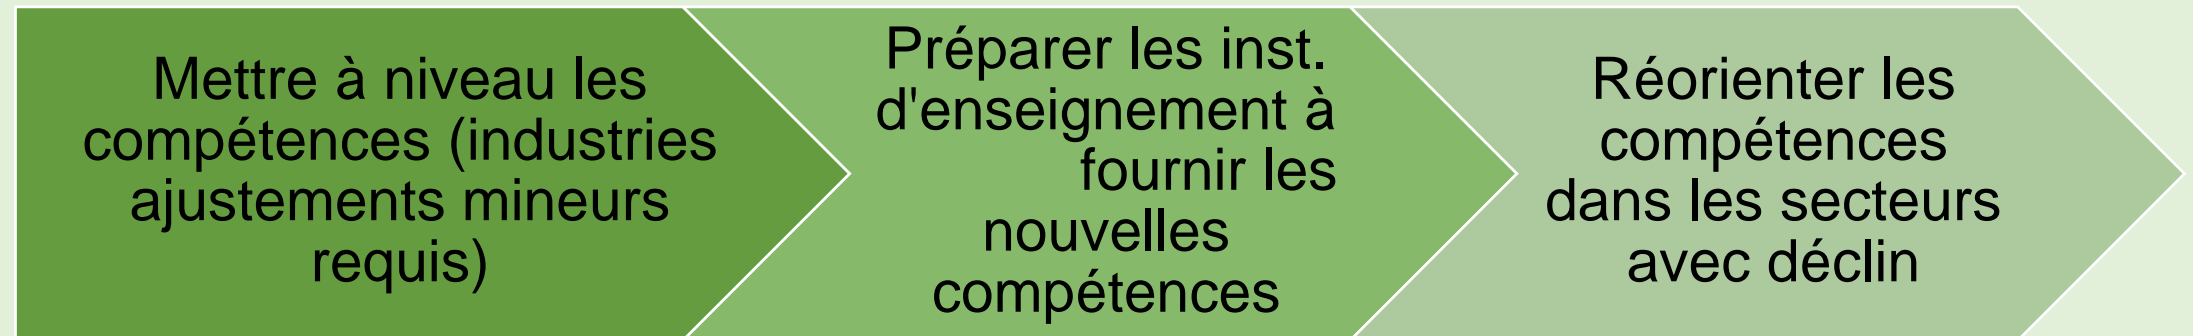 Mettre à niveau les
compétences (industries
ajustements mineurs
requis)
Préparer les inst.
d'enseignement à
fournir les
nouvelles
compétences
Réorienter les
compétences
dans les secteurs
avec déclin